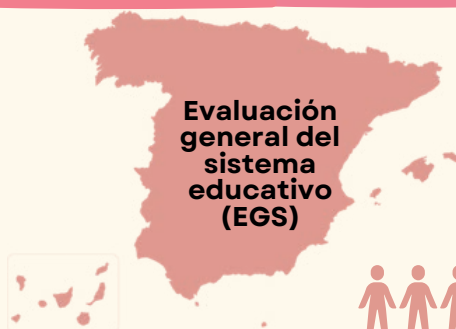 Evaluación
general del
sistema
educativo
(EGS)